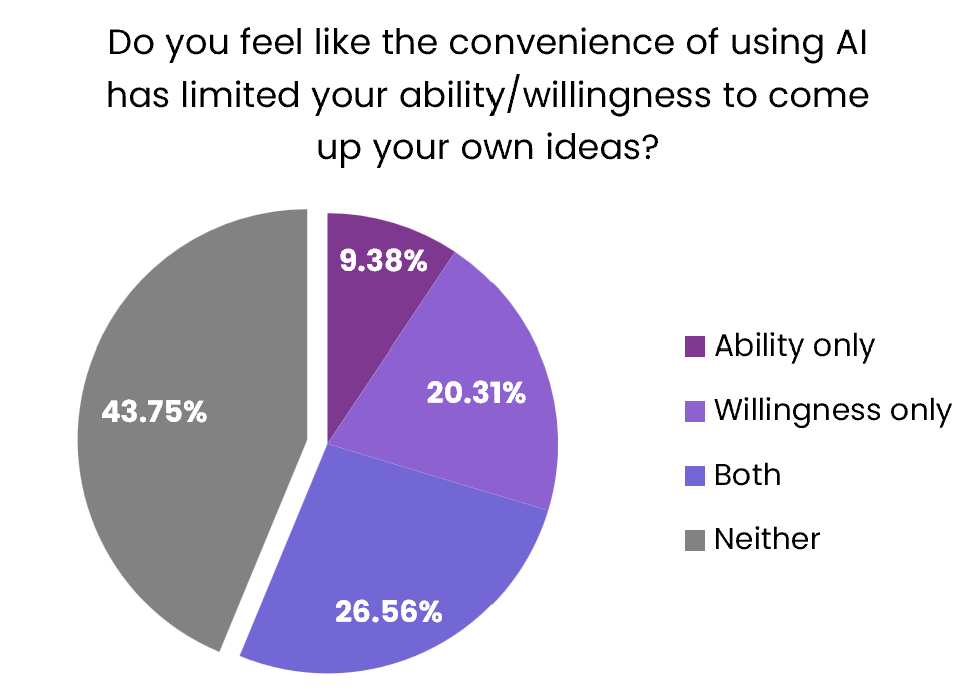 Do you feel like the convenience of using AI
has limited your ability/willingness to come
up your own ideas?
9.38%
20.31%
43.75%
26.56%
Ability only
Willingness only
Both
Neither